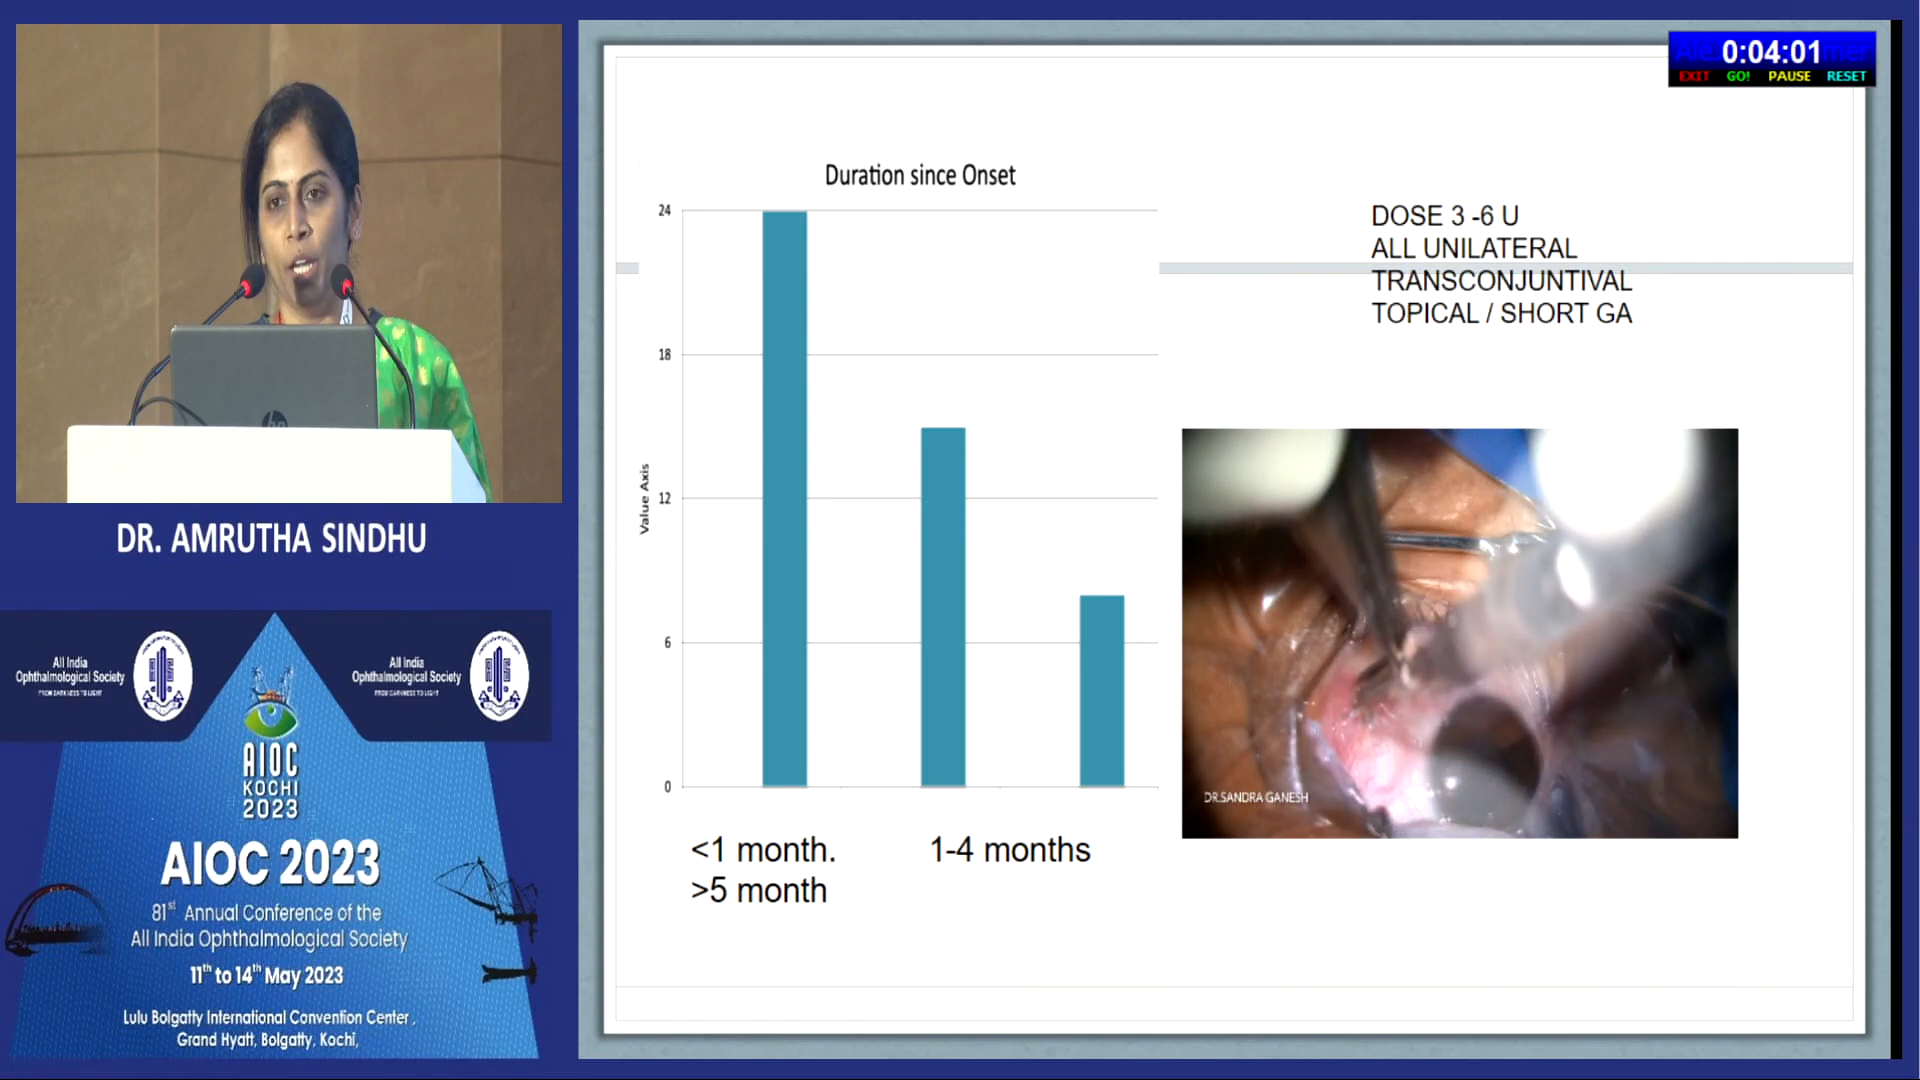 0:04:01
EXIT GO! PAUSE RESET
Duration since Onset
24
18
12
6
0
Value Axis
<1 month. 1-4 months
>5 month
DOSE 3 -6 U
ALL UNILATERAL
TRANSCONJUNTIVAL
TOPICAL / SHORT GA
DR.SANDRA GANESH
hp
DR. AMRUTHA SINDHU
All India
Ophthalmological Society
FROM DARKNESS TO LIGHT
All India
Ophthalmological Society
FROM DARKNESS TO LIGHT
AIOC
KOCHI
2023
AIOC 2023
81st Annual Conference of the
All India Ophthalmological Society
11th to 14th May 2023
Lulu Bolgatty International Convention Center ,
Grand Hyatt, Bolgatty, Kochi,